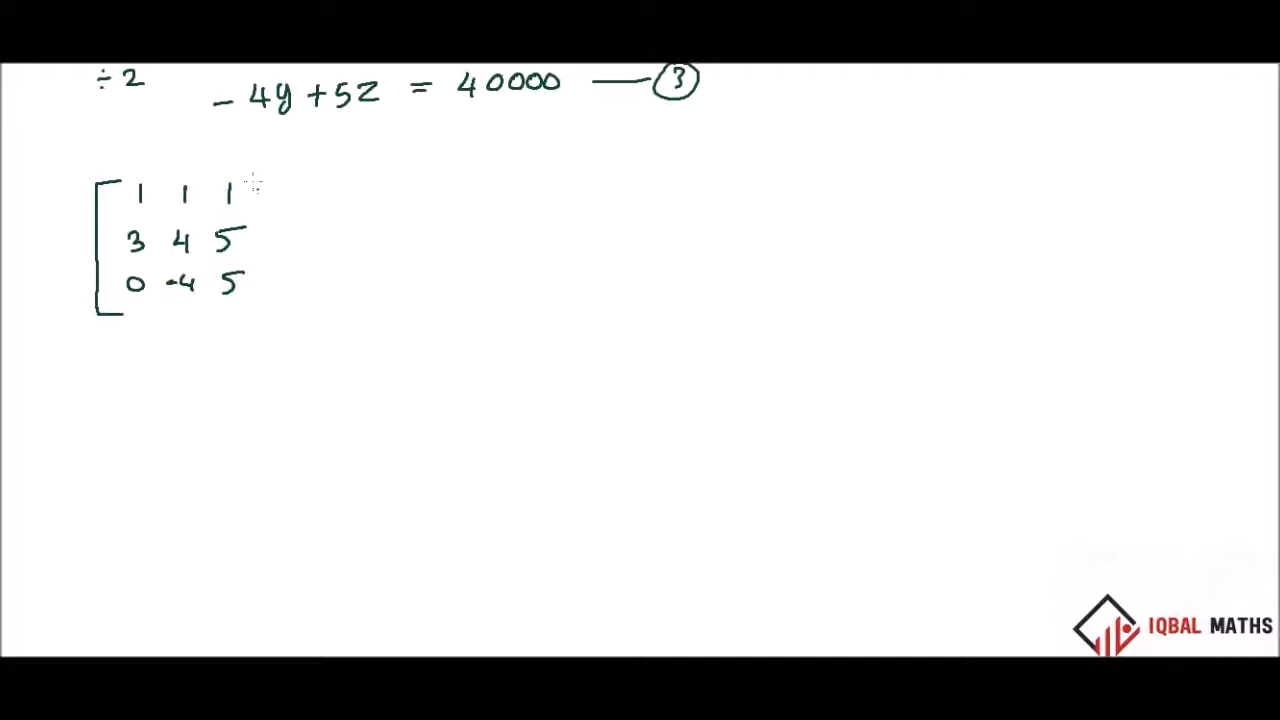 ÷ 2
- 4y + 5z = 40000 — ③
1 1 1
3 4 5
0 -4 5
IQBAL MATHS